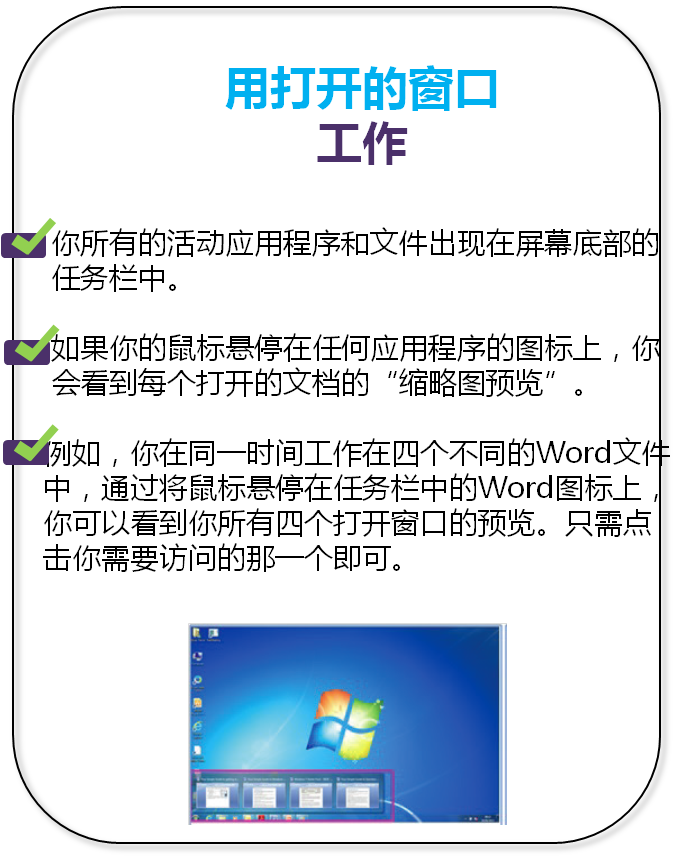 用打开的窗口
工作
你所有的活动应用程序和文件出现在屏幕底部的
任务栏中。
如果你的鼠标悬停在任何应用程序的图标上，你
会看到每个打开的文档的“缩略图预览”。
例如，你在同一时间工作在四个不同的Word文件
中，通过将鼠标悬停在任务栏中的Word图标上，
你可以看到你所有四个打开窗口的预览。只需点
击你需要访问的那一个即可。